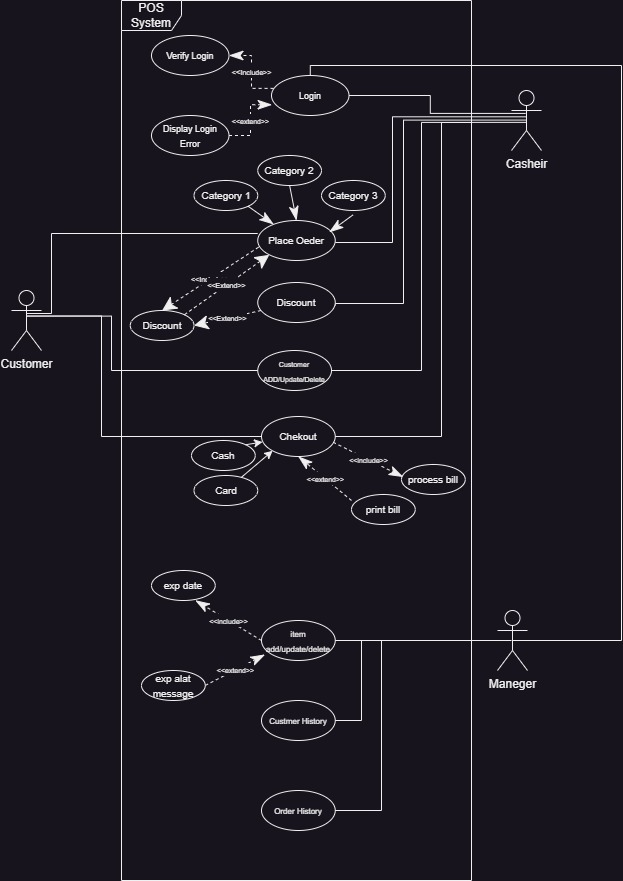 POS
System
Verify Login
<<Include>>
Login
<<extend>>
Display Login
Error
Casheir
Category 2
Category 1
Category 3
Place Oeder
<<Extend>>
Discount
<<Extend>>
Discount
Customer
Customer
ADD/Update/Delete
Chekout
Cash
<<include>>
Card
<<extend>>
process bill
print bill
exp date
<<include>>
item
add/update/delete
<<extend>>
exp alat
message
Maneger
Custmer History
Order History